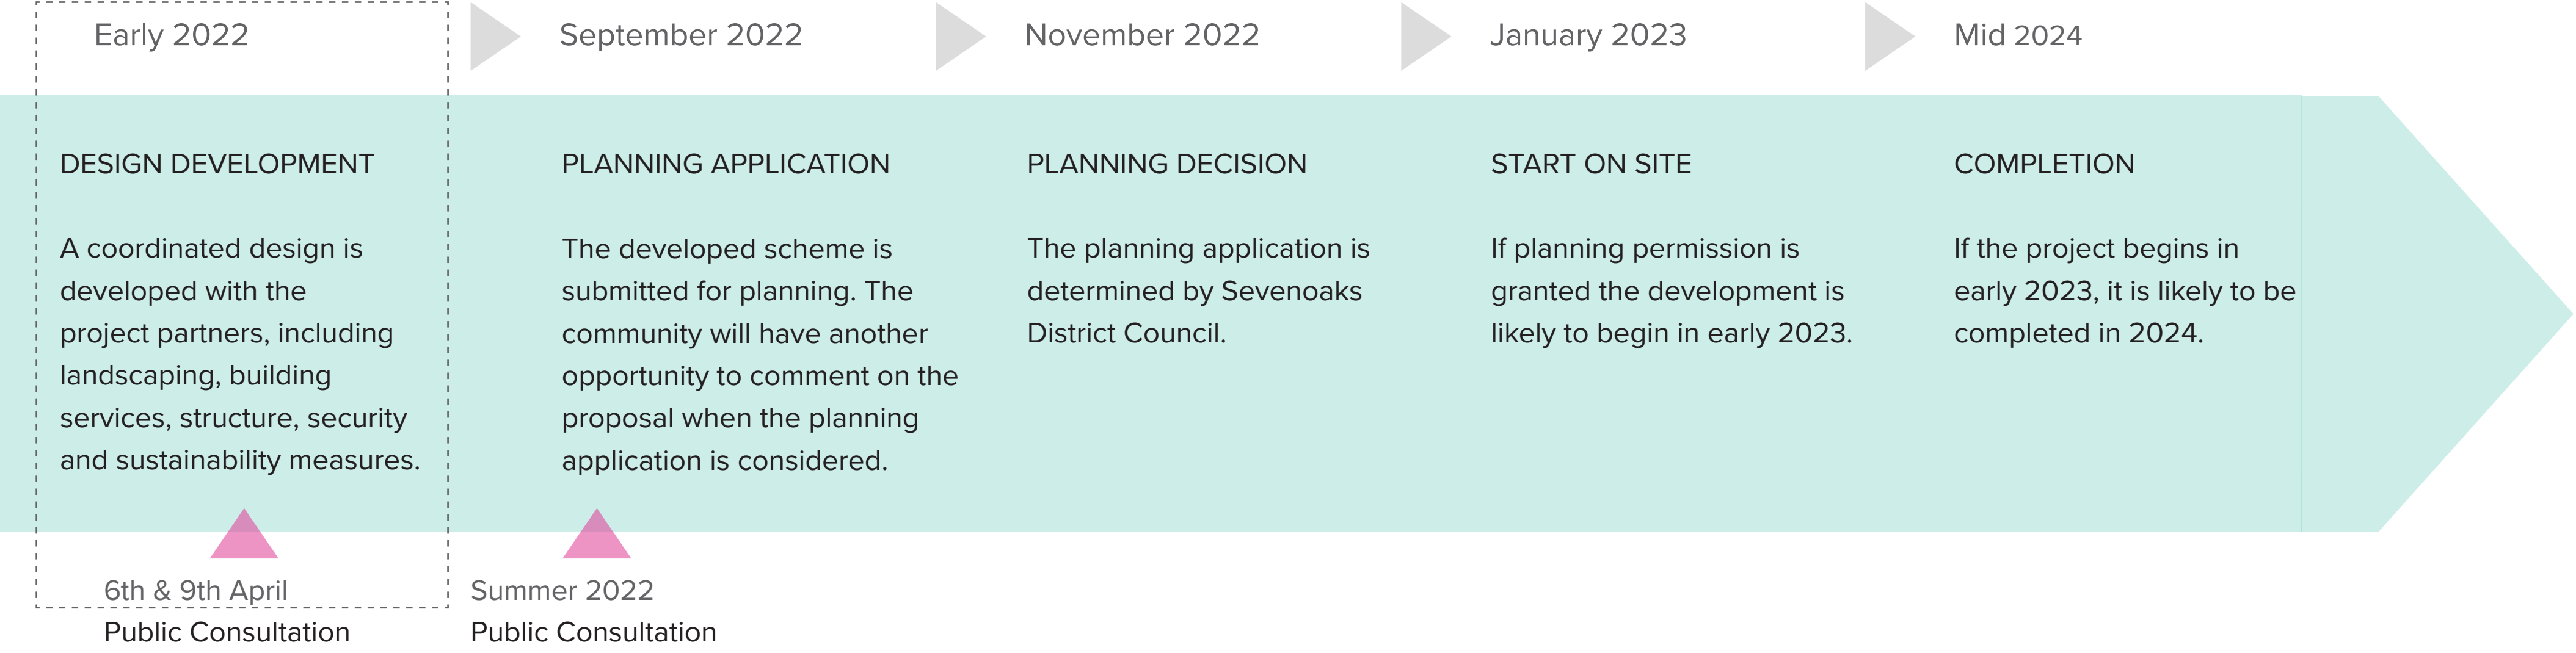 Early 2022
September 2022
November 2022
January 2023
Mid 2024
DESIGN DEVELOPMENT
A coordinated design is
developed with the
project partners, including
landscaping, building
services, structure, security
and sustainability measures.
PLANNING APPLICATION
The developed scheme is
submitted for planning. The
community will have another
opportunity to comment on the
proposal when the planning
application is considered.
PLANNING DECISION
The planning application is
determined by Sevenoaks
District Council.
START ON SITE
If planning permission is
granted the development is
likely to begin in early 2023.
COMPLETION
If the project begins in
early 2023, it is likely to be
completed in 2024.
6th & 9th April
Public Consultation
Summer 2022
Public Consultation